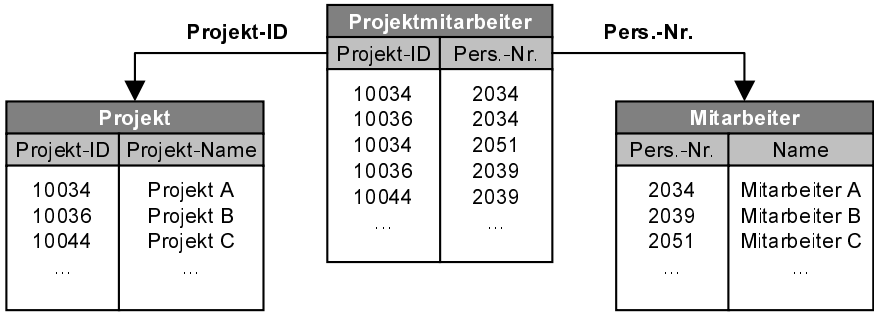 Projekt-ID
Projektmitarbeiter
Pers.-Nr.
Projekt-ID Pers.-Nr.
10034 2034
10036 2034
10034 2051
10036 2039
10044 2039
... ...
Projekt
Projekt-ID Projekt-Name
10034 Projekt A
10036 Projekt B
10044 Projekt C
... ...
Mitarbeiter
Pers.-Nr. Name
2034 Mitarbeiter A
2039 Mitarbeiter B
2051 Mitarbeiter C
... ...